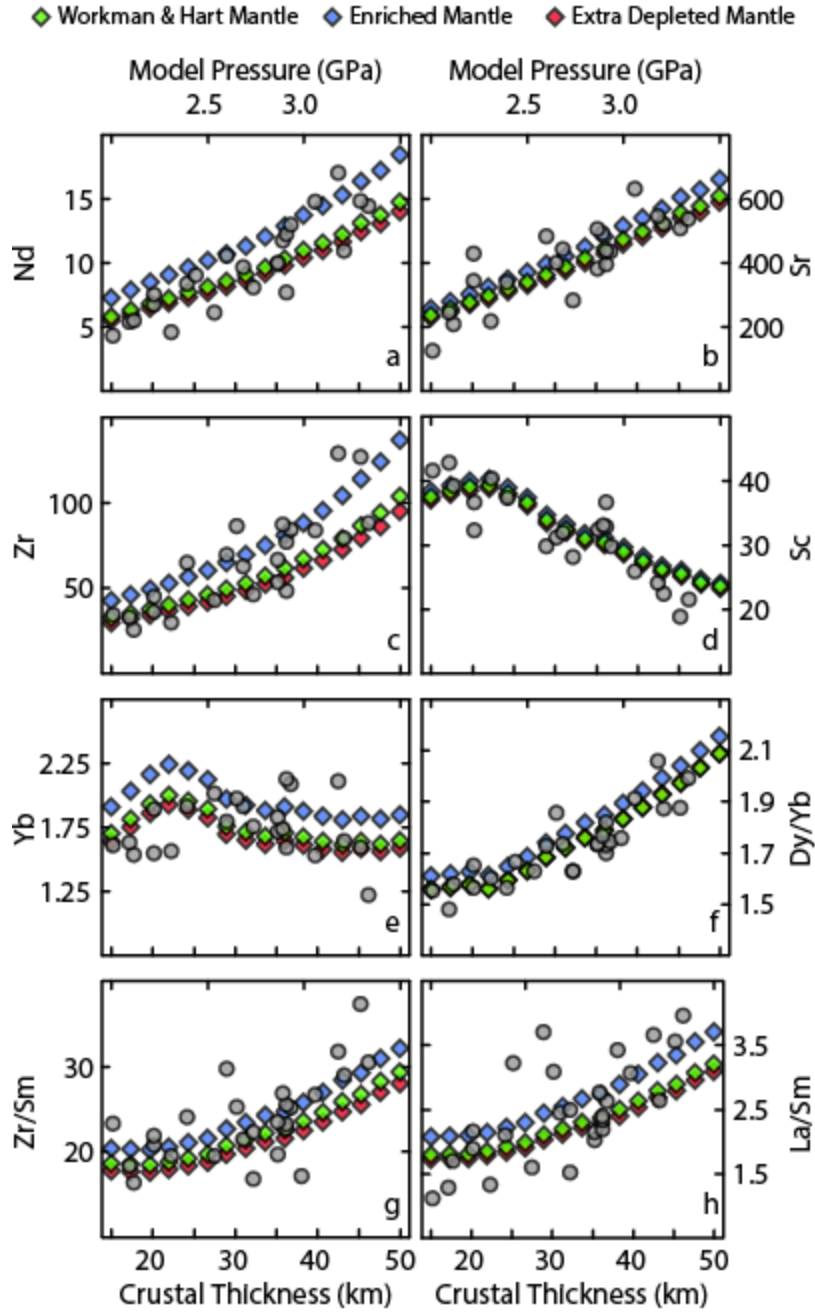 Workman & Hart Mantle Enriched Mantle Extra Depleted Mantle
Model Pressure (GPa) Model Pressure (GPa)
2.5 3.0 2.5 3.0
Nd 15 10 5 a
600 400 200 Sr b
Zr 100 50 c
40 30 20 Sc d
Yb 2.25 1.75 1.25 e
2.1 1.9 1.7 1.5 Dy/Yb f
Zr/Sm 30 20 g
3.5 2.5 1.5 La/Sm h
20 30 40 50 20 30 40 50
Crustal Thickness (km) Crustal Thickness (km)